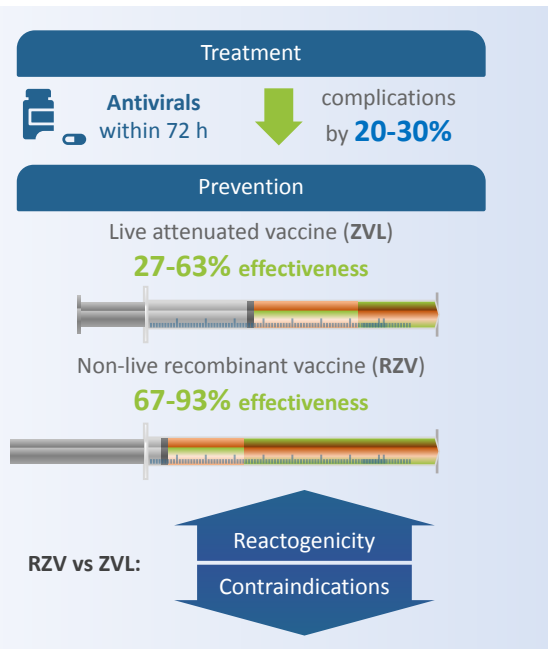 Treatment
Antivirals
within 72 h
complications
by 20-30%
Prevention
Live attenuated vaccine (ZVL)
27-63% effectiveness
Non-live recombinant vaccine (RZV)
67-93% effectiveness
RZV vs ZVL:
Reactogenicity
Contraindications